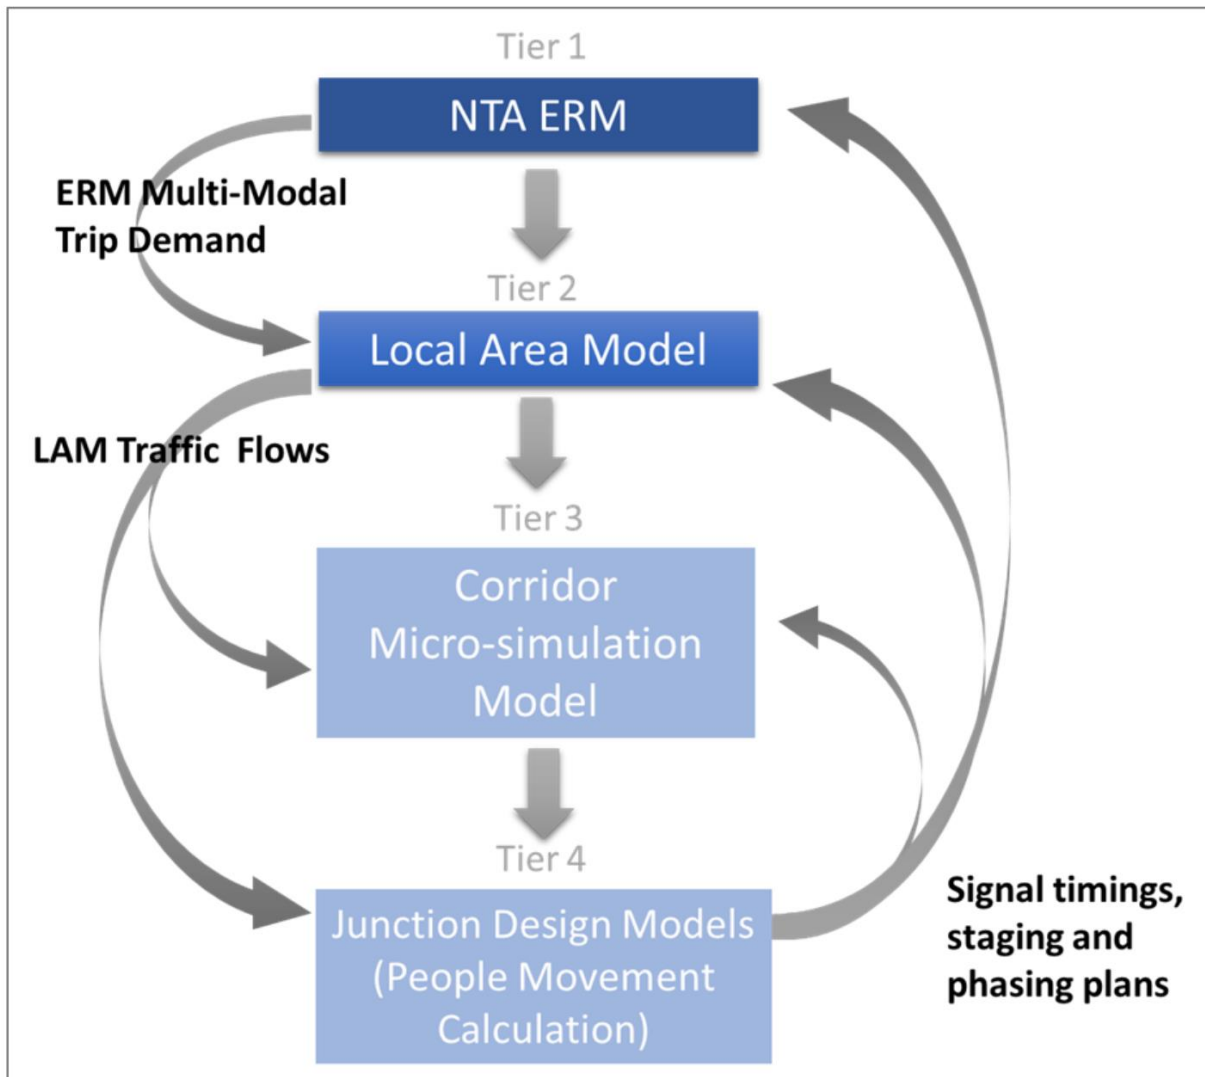 Tier 1
NTA ERM
ERM Multi-Modal
Trip Demand
Tier 2
Local Area Model
LAM Traffic  Flows
Tier 3
Corridor
Micro-simulation
Model
Tier 4
Junction Design Models
(People Movement
Calculation)
Signal timings,
staging and
phasing plans